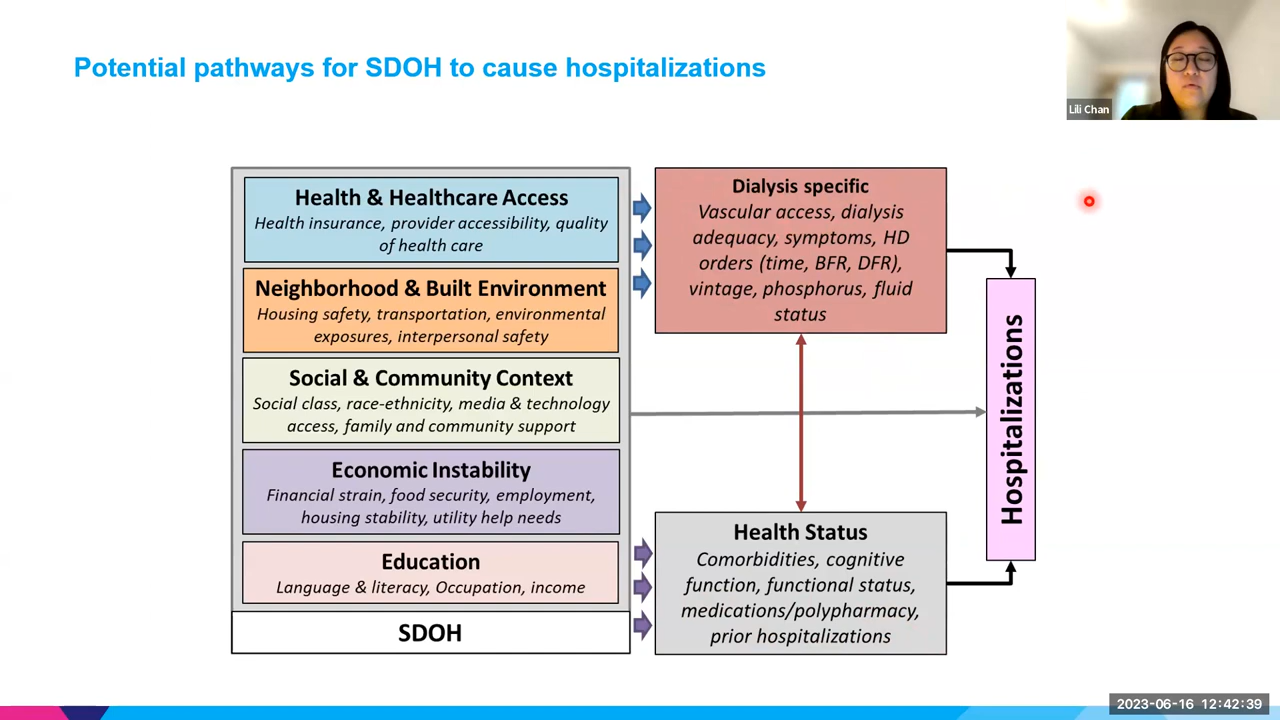 Potential pathways for SDOH to cause hospitalizations
Lili Chan
Health & Healthcare Access
Health insurance, provider accessibility, quality
of health care
Neighborhood & Built Environment
Housing safety, transportation, environmental
exposures, interpersonal safety
Social & Community Context
Social class, race-ethnicity, media & technology
access, family and community support
Economic Instability
Financial strain, food security, employment,
housing stability, utility help needs
Education
Language & literacy, Occupation, income
SDOH
Dialysis specific
Vascular access, dialysis
adequacy, symptoms, HD
orders (time, BFR, DFR),
vintage, phosphorus, fluid
status
Health Status
Comorbidities, cognitive
function, functional status,
medications/polypharmacy,
prior hospitalizations
Hospitalizations
2023-06-16 12:42:39